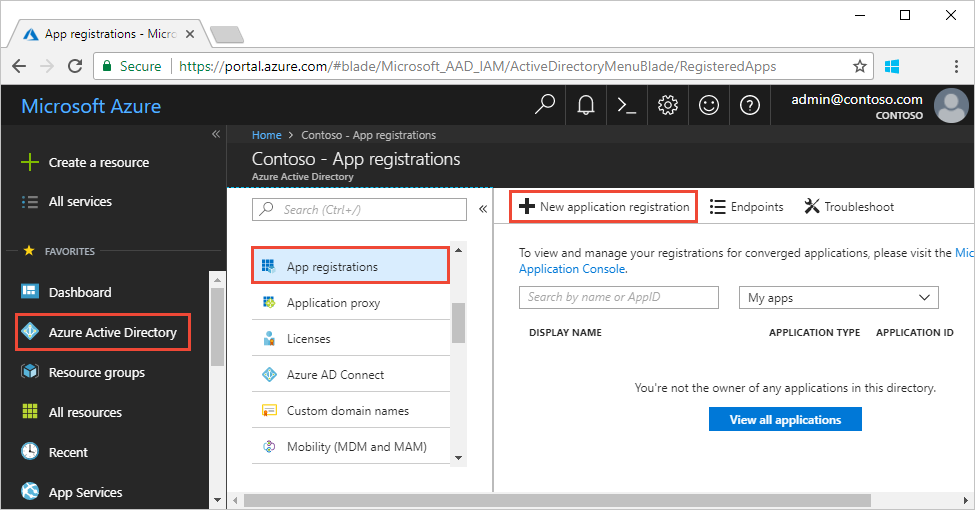 App registrations - Micro
Secure
https://portal.azure.com/#blade/Microsoft_AAD_IAM/ActiveDirectoryMenuBlade/RegisteredApps
Microsoft Azure
admin@contoso.com
CONTOSO
Create a resource
All services
FAVORITES
Dashboard
Azure Active Directory
Resource groups
All resources
Recent
App Services
Home > Contoso - App registrations
Contoso - App registrations
Azure Active Directory
Search (Ctrl+/)
App registrations
Application proxy
Licenses
Azure AD Connect
Custom domain names
Mobility (MDM and MAM)
New application registration
Endpoints
Troubleshoot
To view and manage your registrations for converged applications, please visit the Mic
Application Console.
Search by name or AppID
My apps
DISPLAY NAME
APPLICATION TYPE
APPLICATION ID
You're not the owner of any applications in this directory.
View all applications